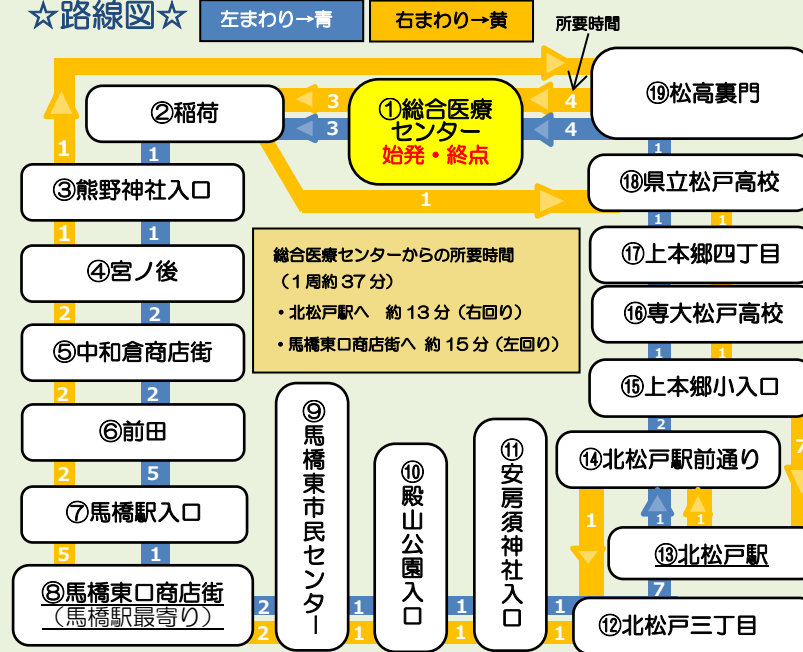 ☆路線図☆
左まわり→青
右まわり→黄
所要時間
①総合医療
センター
始発・終点
②稲荷
③熊野神社入口
④宮ノ後
⑤中和倉商店街
⑥前田
⑦馬橋駅入口
⑧馬橋東口商店街
(馬橋駅最寄り)
⑨馬橋東市民センター
⑩殿山公園入口
⑪安房須神社入口
⑫北松戸三丁目
⑬北松戸駅
⑭北松戸駅前通り
⑮上本郷小入口
⑯専大松戸高校
⑰上本郷四丁目
⑱県立松戸高校
⑲松高裏門
総合医療センターからの所要時間
(1周約37分)
・北松戸駅へ 約13分(右回り)
・馬橋東口商店街へ 約15分(左回り)
3
3
4
4
1
1
1
1
1
2
2
2
2
2
5
5
1
2
2
1
1
1
1
1
1
7
1
1
1
7
2
1
1
1
1
1